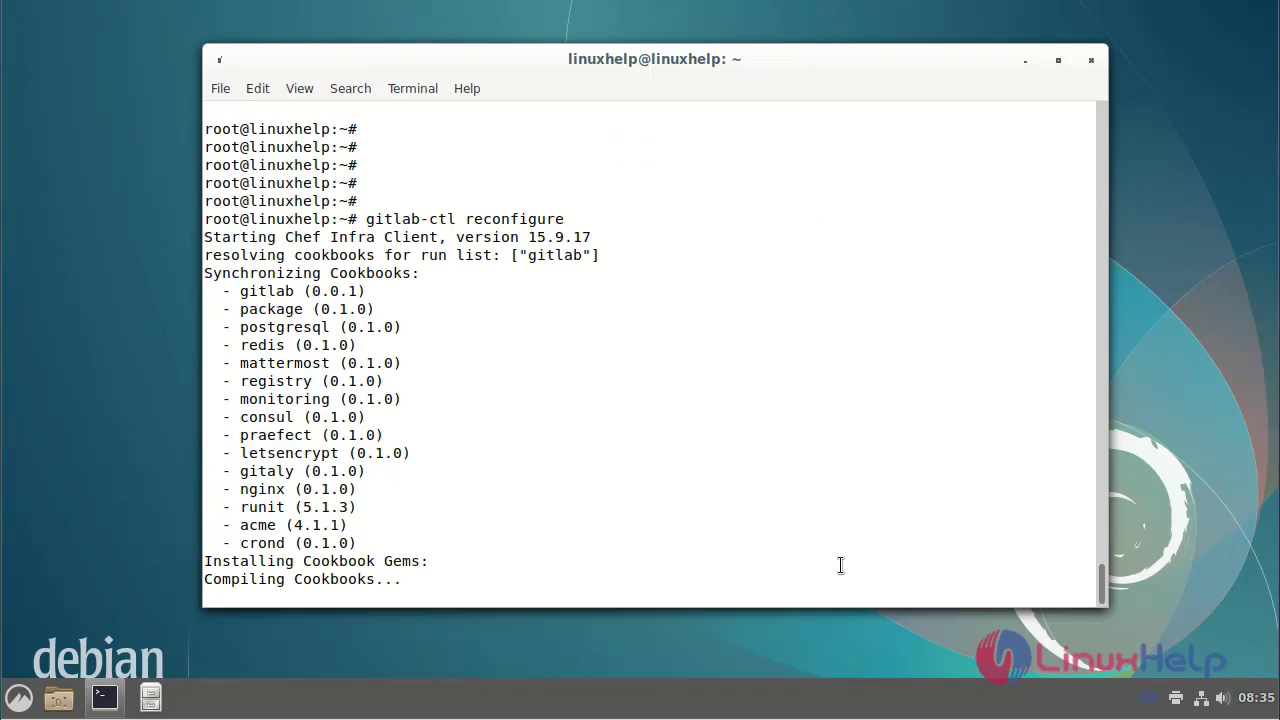 linuxhelp@linuxhelp: ~
File Edit View Search Terminal Help
root@linuxhelp:~#
root@linuxhelp:~#
root@linuxhelp:~#
root@linuxhelp:~#
root@linuxhelp:~#
root@linuxhelp:~# gitlab-ctl reconfigure
Starting Chef Infra Client, version 15.9.17
resolving cookbooks for run list: ["gitlab"]
Synchronizing Cookbooks:
  - gitlab (0.0.1)
  - package (0.1.0)
  - postgresql (0.1.0)
  - redis (0.1.0)
  - mattermost (0.1.0)
  - registry (0.1.0)
  - monitoring (0.1.0)
  - consul (0.1.0)
  - praefect (0.1.0)
  - letsencrypt (0.1.0)
  - gitaly (0.1.0)
  - nginx (0.1.0)
  - runit (5.1.3)
  - acme (4.1.1)
  - crond (0.1.0)
Installing Cookbook Gems:
Compiling Cookbooks...
debian
LinuxHelp
08:35